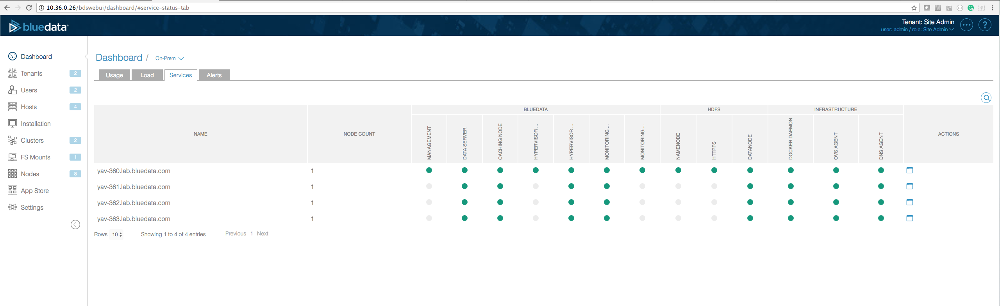 10.36.0.26/bdswebui/dashboard/#service-status-tab
bluedata
Tenant: Site Admin
user: admin / role: Site Admin
Dashboard
Tenants 2
Users 2
Hosts 4
Installation
Clusters 2
FS Mounts 1
Nodes 8
App Store
Settings
Dashboard / On-Prem
Usage Load Services Alerts
BLUEDATA HDFS INFRASTRUCTURE
NAME NODE COUNT MANAGEMENT DATA SERVER CACHING NODE HYPERVISOR ... HYPERVISOR ... MONITORING ... MONITORING ... NAMENODE HTTPFS DATANODE DOCKER DAEMON OVS AGENT DNS AGENT ACTIONS
yav-360.lab.bluedata.com 1
yav-361.lab.bluedata.com 1
yav-362.lab.bluedata.com 1
yav-363.lab.bluedata.com 1
Rows 10 Showing 1 to 4 of 4 entries Previous 1 Next